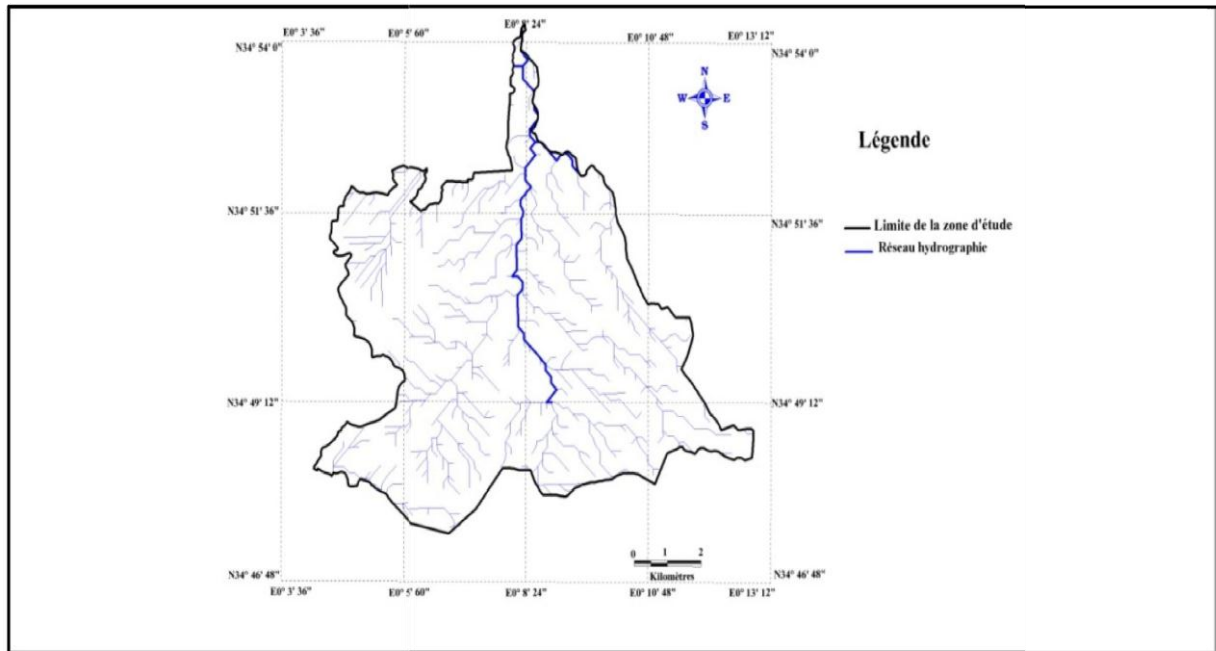 E0° 3' 36" E0° 5' 60" E0° 8' 24" E0° 10' 48" E0° 13' 12"
N34° 54' 0" N34° 54' 0"
N
W E
S
Légende
N34° 51' 36" N34° 51' 36"
Limite de la zone d'étude
Réseau hydrographie
N34° 49' 12" N34° 49' 12"
0 1 2
Kilomètres
N34° 46' 48" N34° 46' 48"
E0° 3' 36" E0° 5' 60" E0° 8' 24" E0° 10' 48" E0° 13' 12"